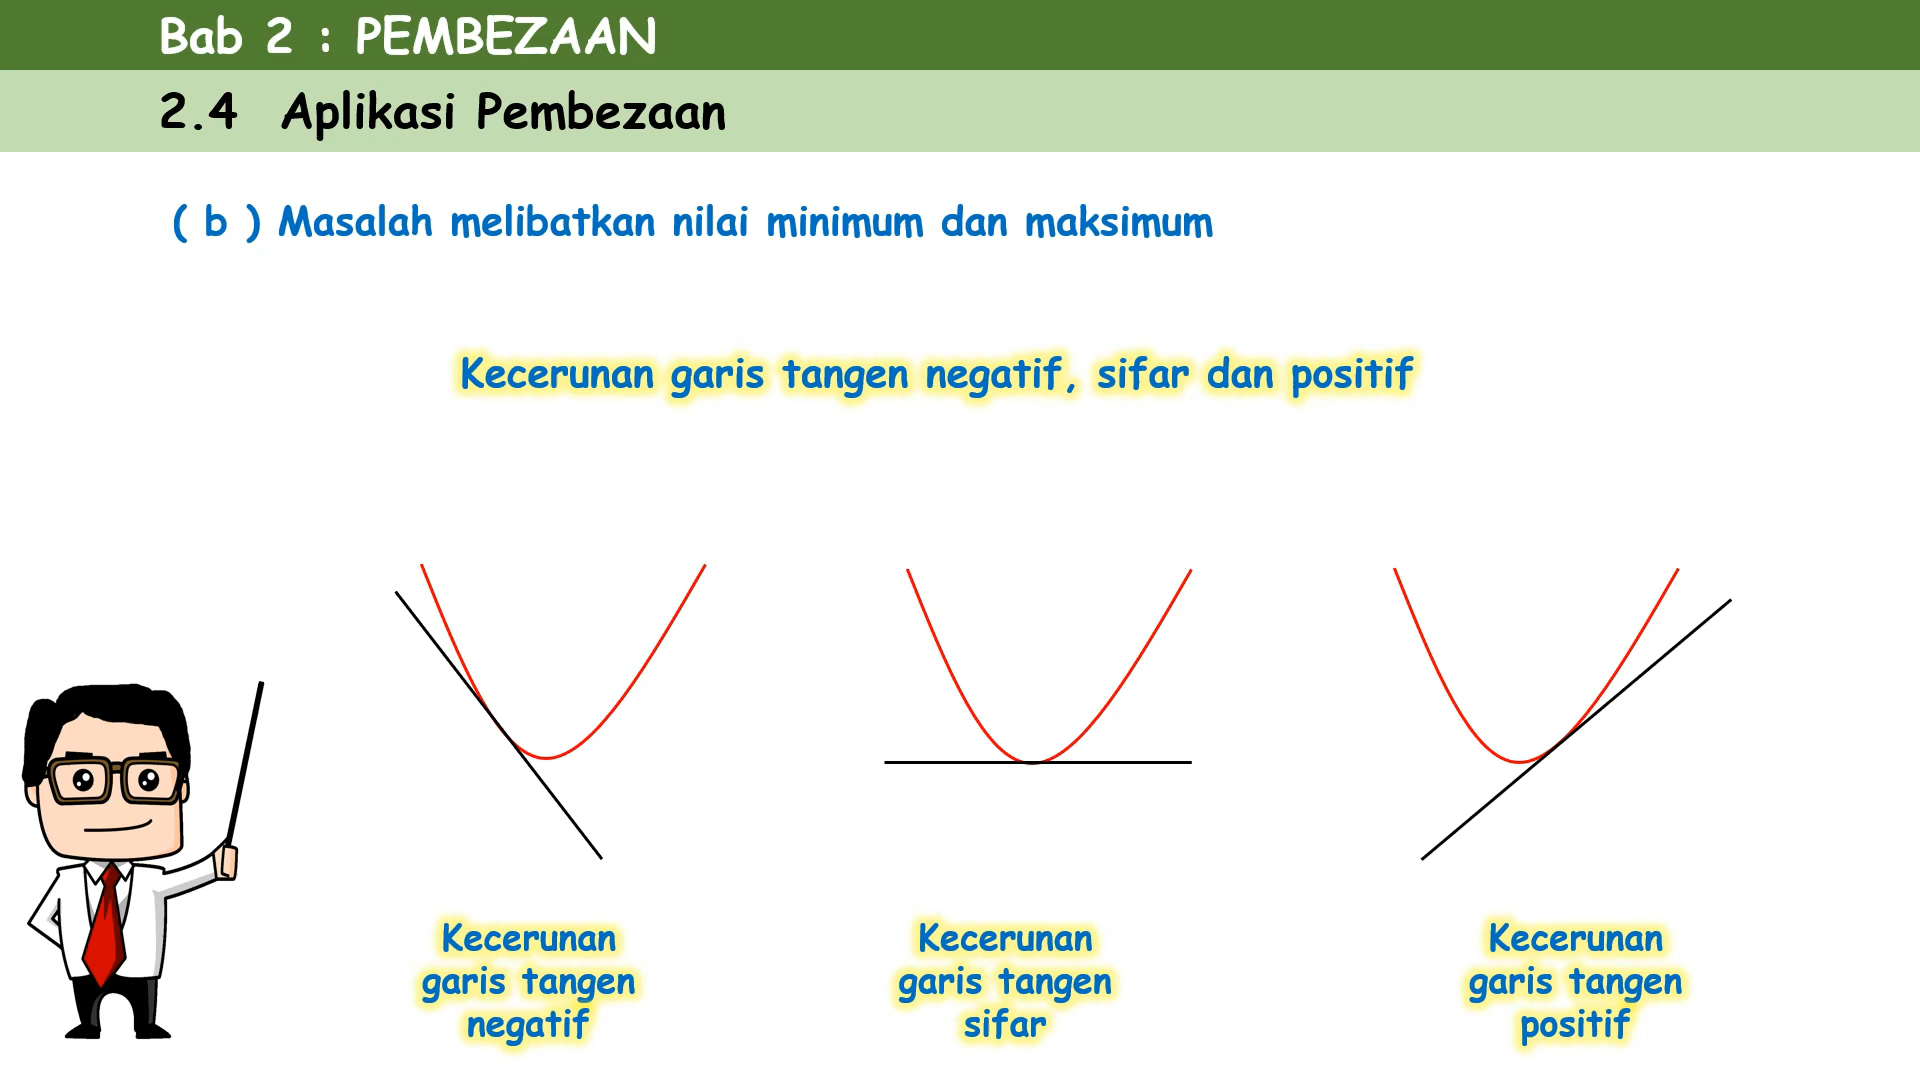 Bab 2 : PEMBEZAAN
2.4 Aplikasi Pembezaan
( b ) Masalah melibatkan nilai minimum dan maksimum
Kecerunan garis tangen negatif, sifar dan positif
Kecerunan
garis tangen
negatif
Kecerunan
garis tangen
sifar
Kecerunan
garis tangen
positif